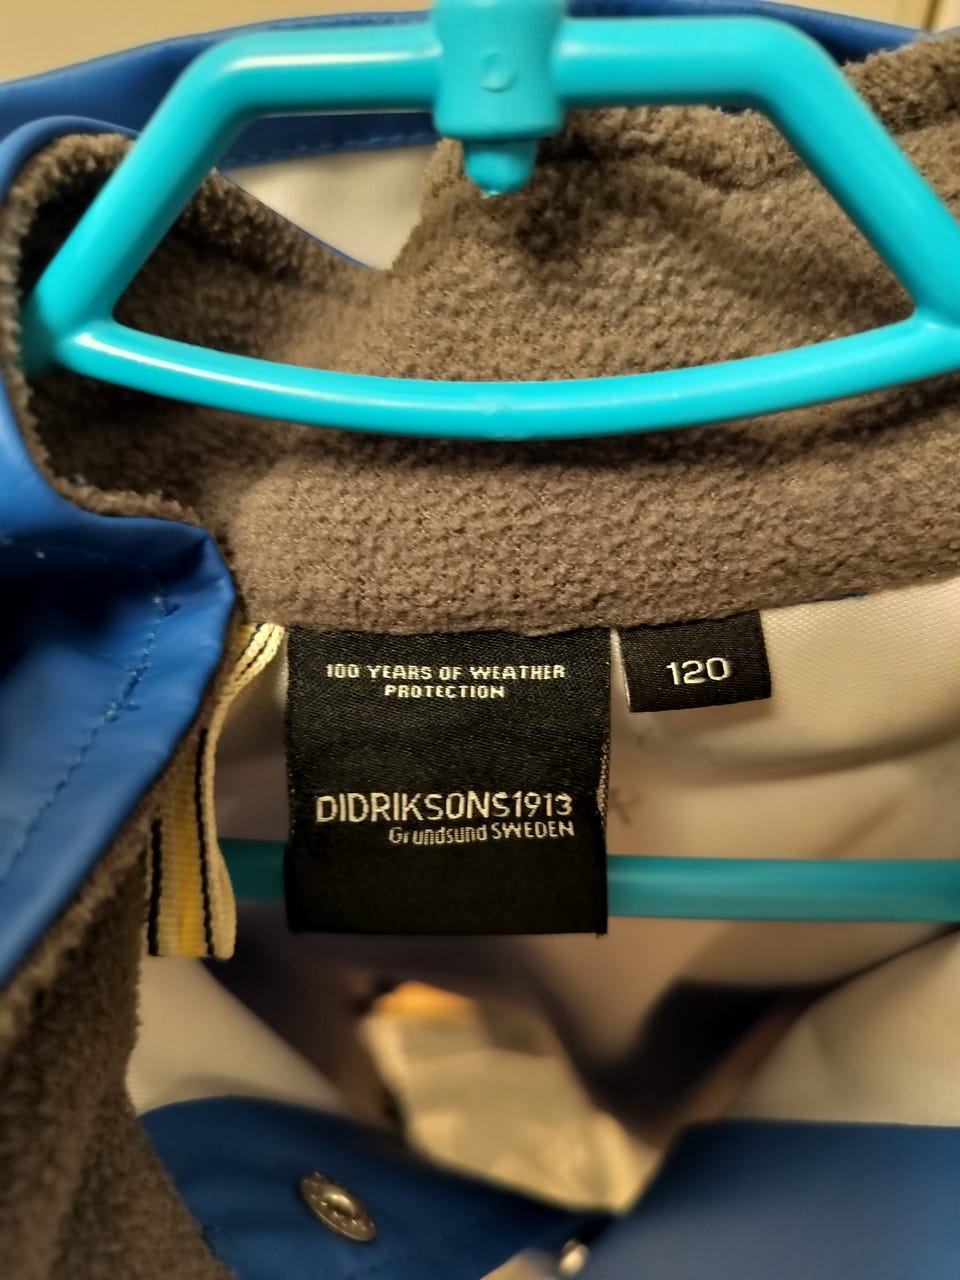 100 YEARS OF WEATHER
PROTECTION
120
DIDRIKSONS1913
Grundsund SWEDEN